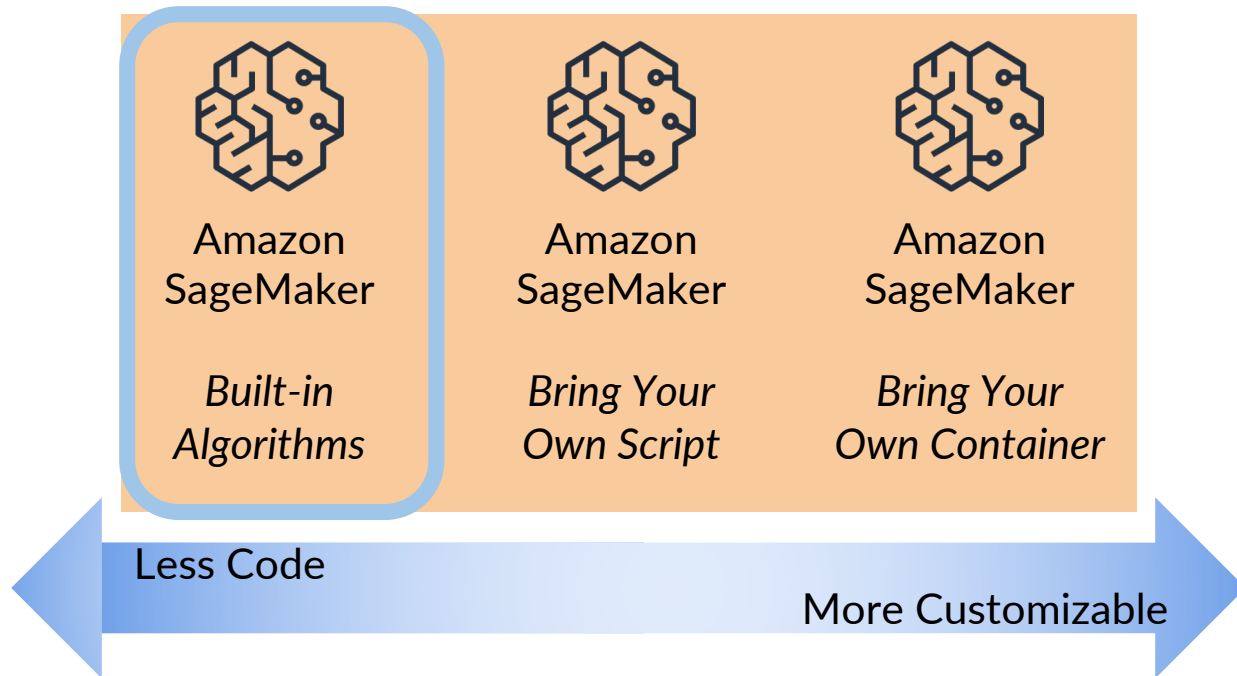 Amazon
SageMaker
Built-in
Algorithms
Amazon
SageMaker
Bring Your
Own Script
Amazon
SageMaker
Bring Your
Own Container
Less Code
More Customizable